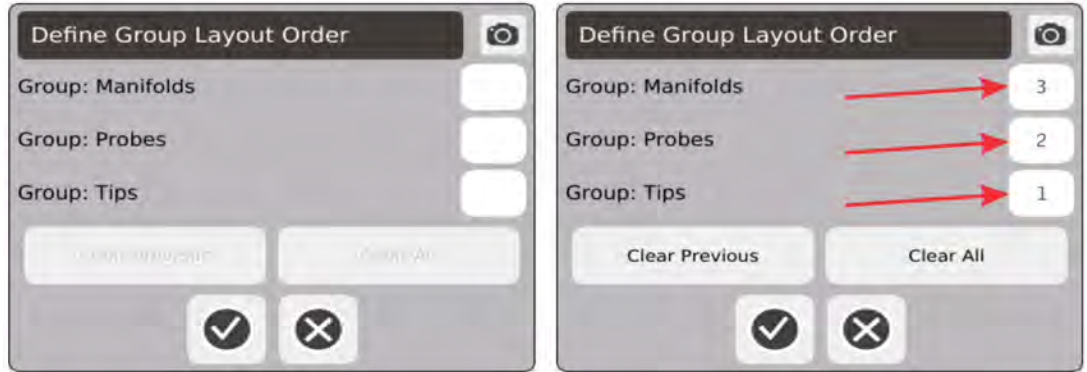 Define Group Layout Order
Group: Manifolds
Group: Probes
Group: Tips
Define Group Layout Order
Group: Manifolds 3
Group: Probes 2
Group: Tips 1
Clear Previous Clear All